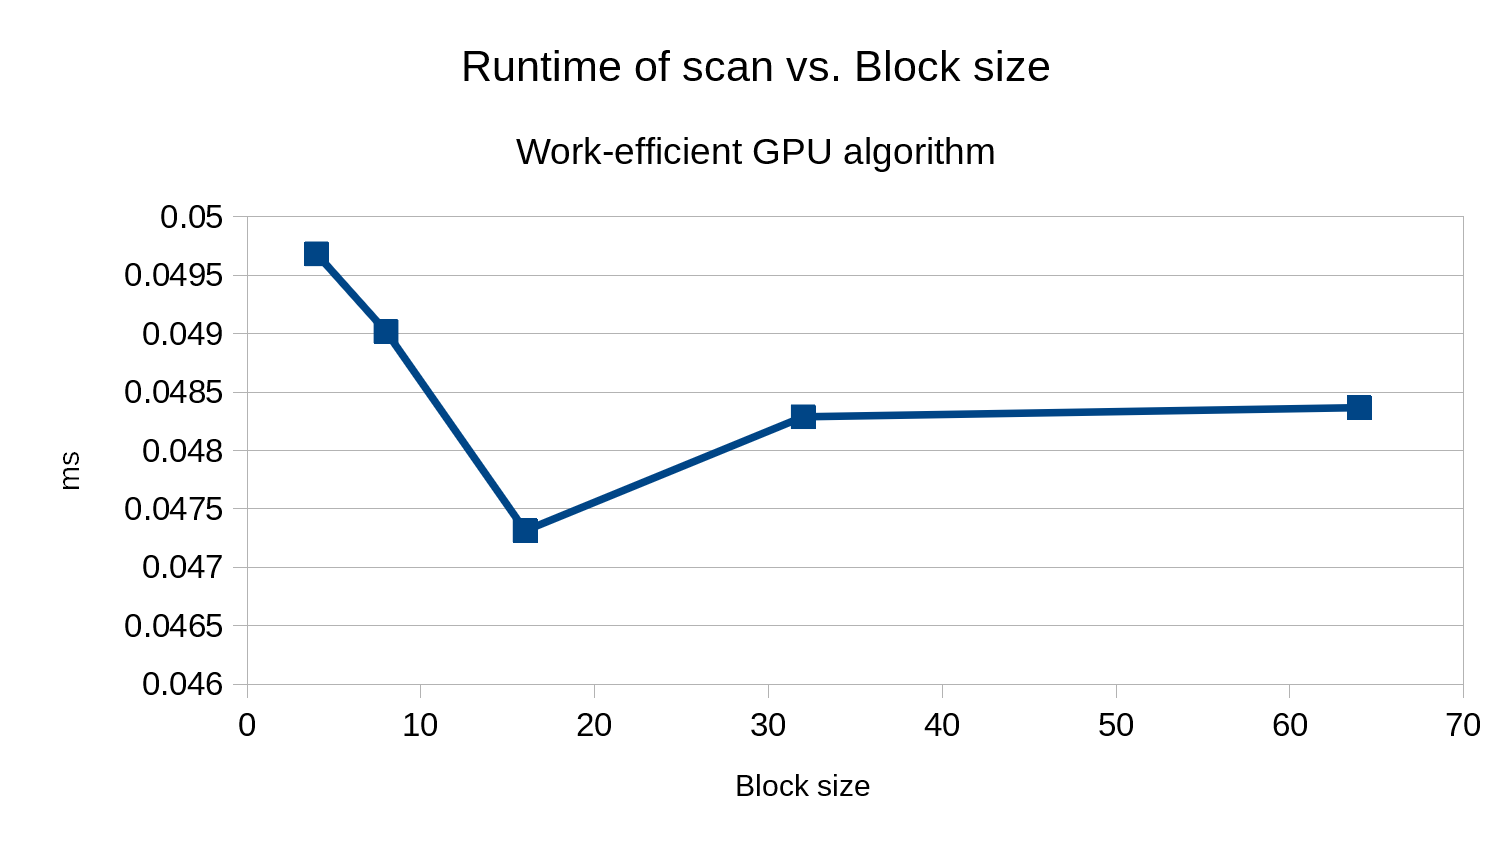 Runtime of scan vs. Block size
Work-efficient GPU algorithm
0.05
0.0495
0.049
0.0485
0.048
0.0475
0.047
0.0465
0.046
ms
0 10 20 30 40 50 60 70
Block size